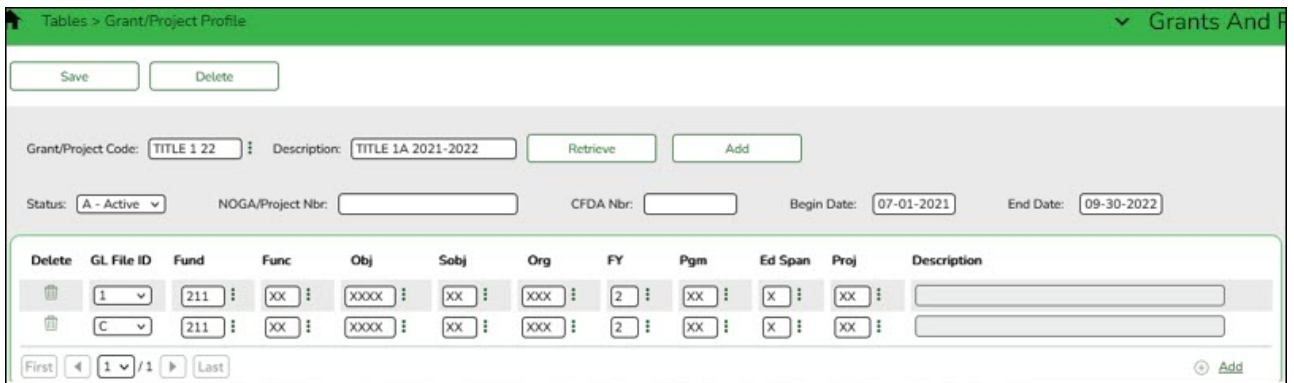 Tables > Grant/Project Profile Grants And
Save Delete
Grant/Project Code: TITLE 1 22 Description: TITLE 1A 2021-2022 Retrieve Add
Status: A - Active NOGA/Project Nbr: CFDA Nbr: Begin Date: 07-01-2021 End Date: 09-30-2022
Delete GL File ID Fund Func Obj Sobj Org FY Pgm Ed Span Proj Description
1 211 XX XXXX XX XXX 2 XX X XX
C 211 XX XXXX XX XXX 2 XX X XX
First 1 / 1 Last Add